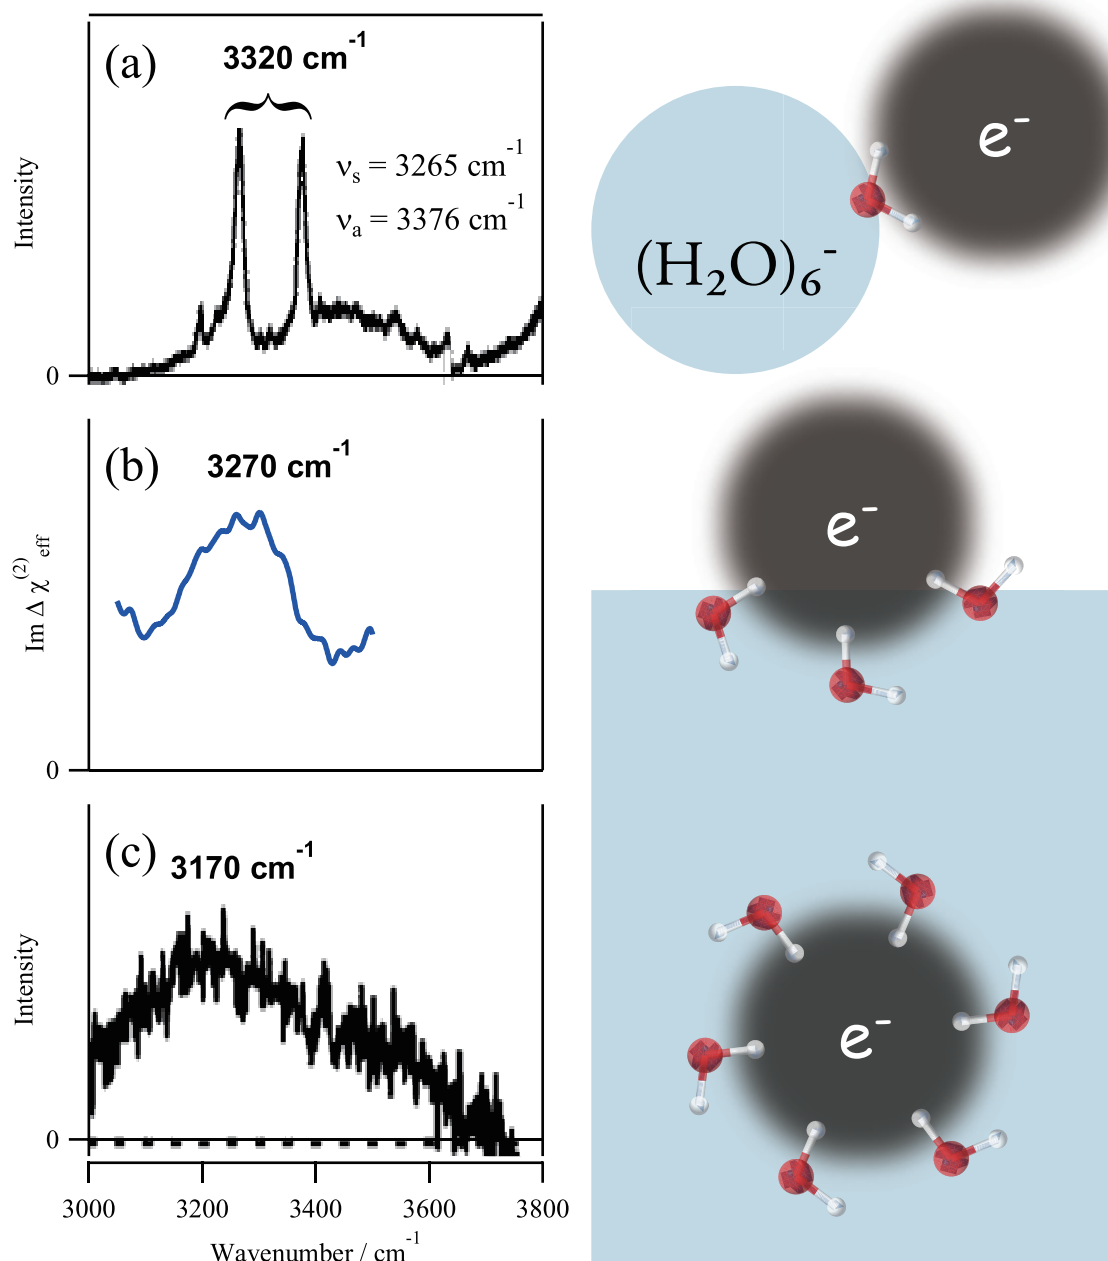 (a)
3320 cm⁻¹
νₛ = 3265 cm⁻¹
νₐ = 3376 cm⁻¹
Intensity
0
(H₂O)₆⁻
e⁻
(b)
3270 cm⁻¹
Im Δ χ⁽²⁾eff
0
e⁻
(c)
3170 cm⁻¹
Intensity
0
e⁻
3000 3200 3400 3600 3800
Wavenumber / cm⁻¹